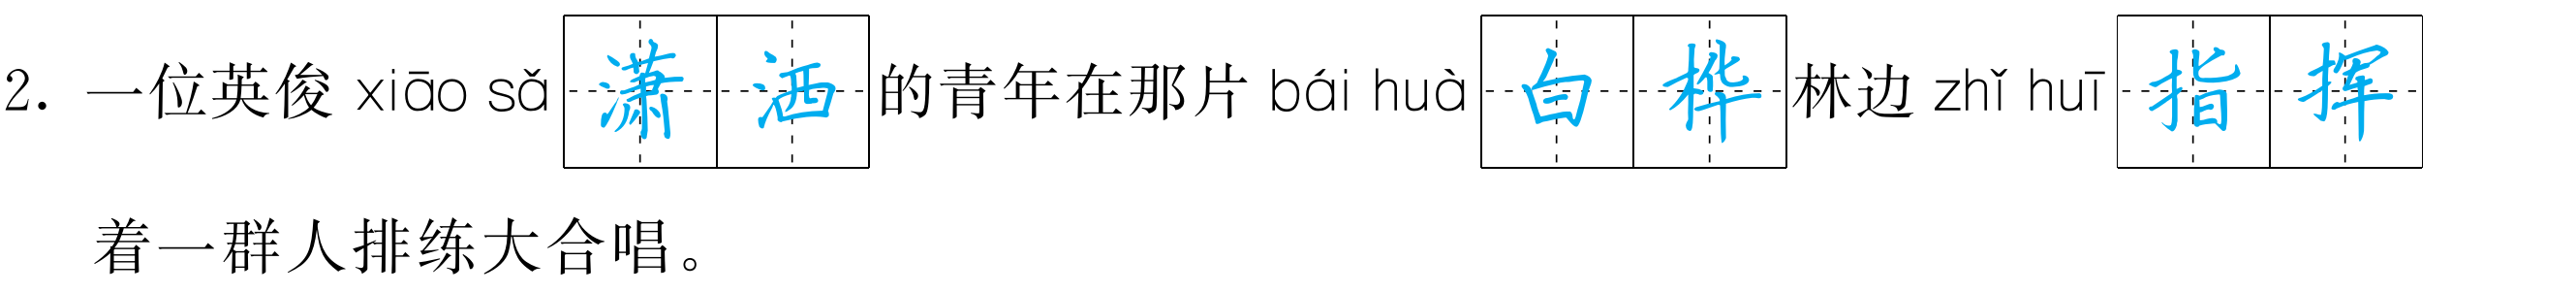 2. 一位英俊 xiāo sǎ 潇洒的青年在那片 bái huà 白桦林边 zhǐ huī 指挥
着一群人排练大合唱。